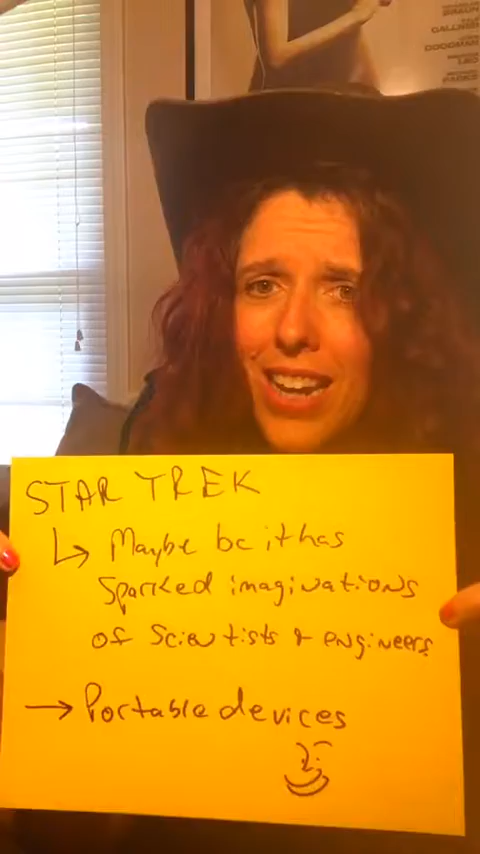 STAR TREK
↳ Maybe bc it has
Sparked imaginations
of Scientists & engineers
→ Portable devices